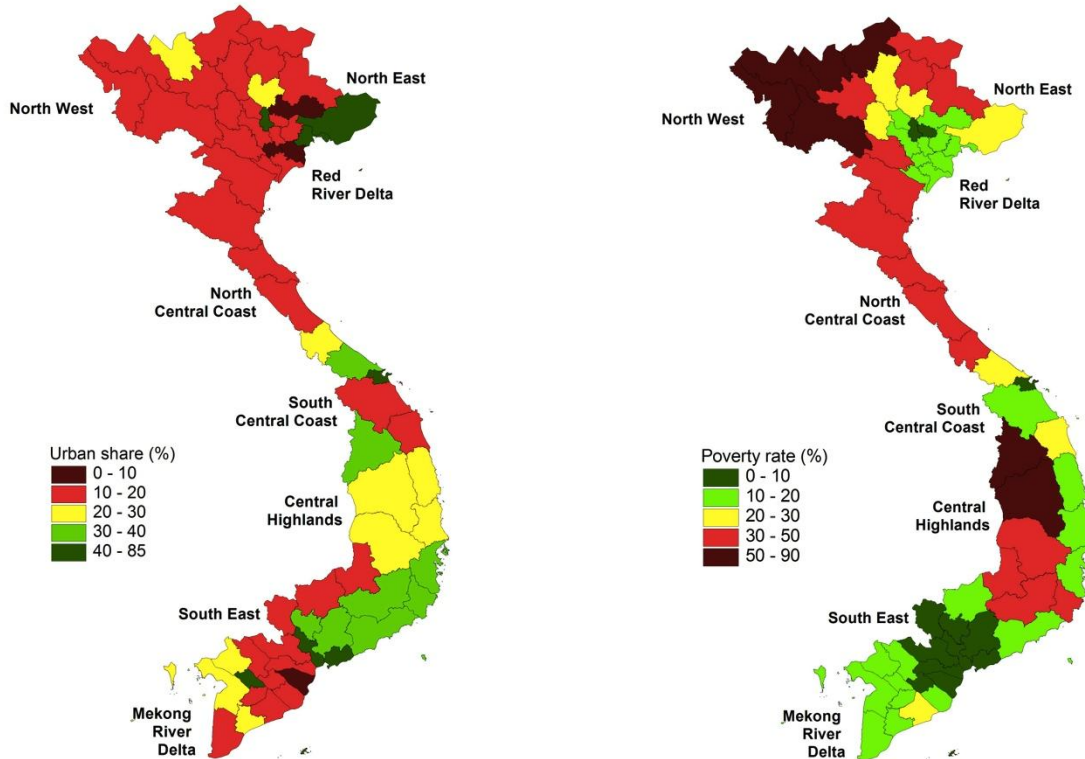 North East
North West
Red
River Delta
North
Central Coast
South
Central Coast
Urban share (%)
0 - 10
10 - 20
20 - 30
30 - 40
40 - 85
Central
Highlands
South East
Mekong
River
Delta
North East
North West
Red
River Delta
North
Central Coast
South
Central Coast
Poverty rate (%)
0 - 10
10 - 20
20 - 30
30 - 50
50 - 90
Central
Highlands
South East
Mekong
River
Delta